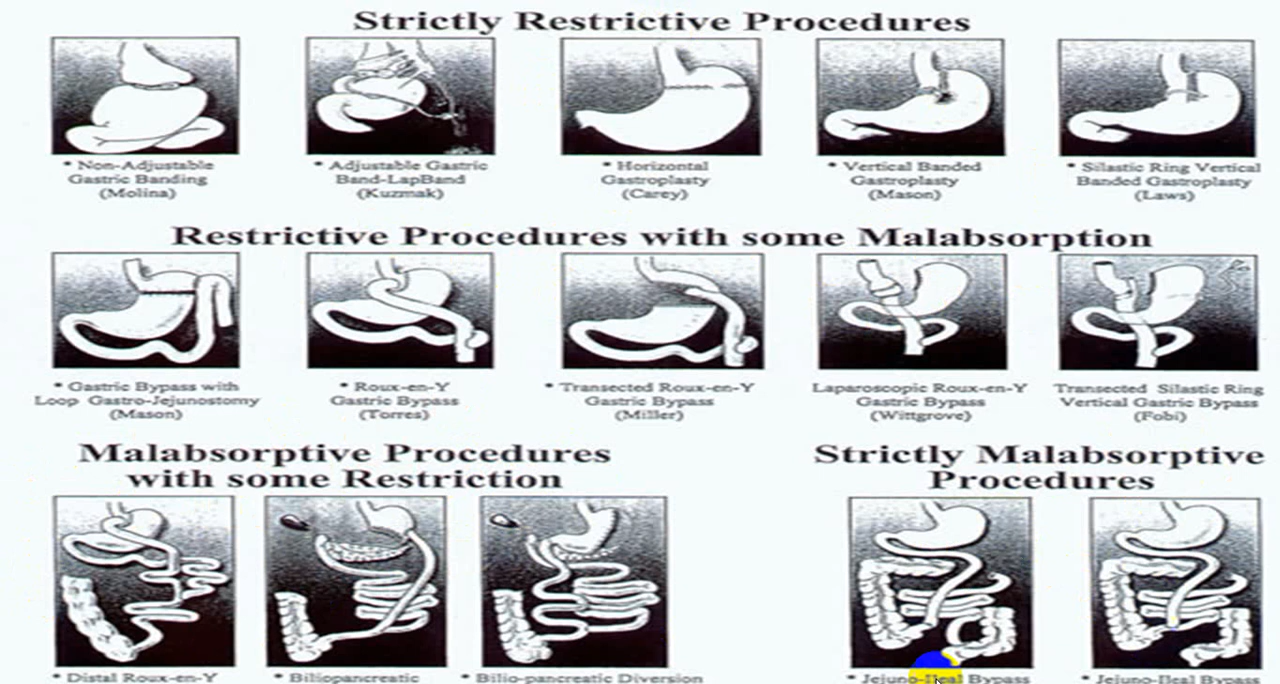 Strictly Restrictive Procedures
* Non-Adjustable
Gastric Banding
(Molina)
* Adjustable Gastric
Band-LapBand
(Kuzmak)
* Horizontal
Gastroplasty
(Carey)
* Vertical Banded
Gastroplasty
(Mason)
* Silastic Ring Vertical
Banded Gastroplasty
(Laws)
Restrictive Procedures with some Malabsorption
* Gastric Bypass with
Loop Gastro-Jejunostomy
(Mason)
* Roux-en-Y
Gastric Bypass
(Torres)
* Transected Roux-en-Y
Gastric Bypass
(Miller)
Laparoscopic Roux-en-Y
Gastric Bypass
(Wittgrove)
Transected Silastic Ring
Vertical Gastric Bypass
(Fobi)
Malabsorptive Procedures
with some Restriction
* Distal Roux-en-Y
* Biliopancreatic
* Bilio-pancreatic Diversion
Strictly Malabsorptive
Procedures
* Jejuno-Ileal Bypass
* Jejuno-Ileal Bypass